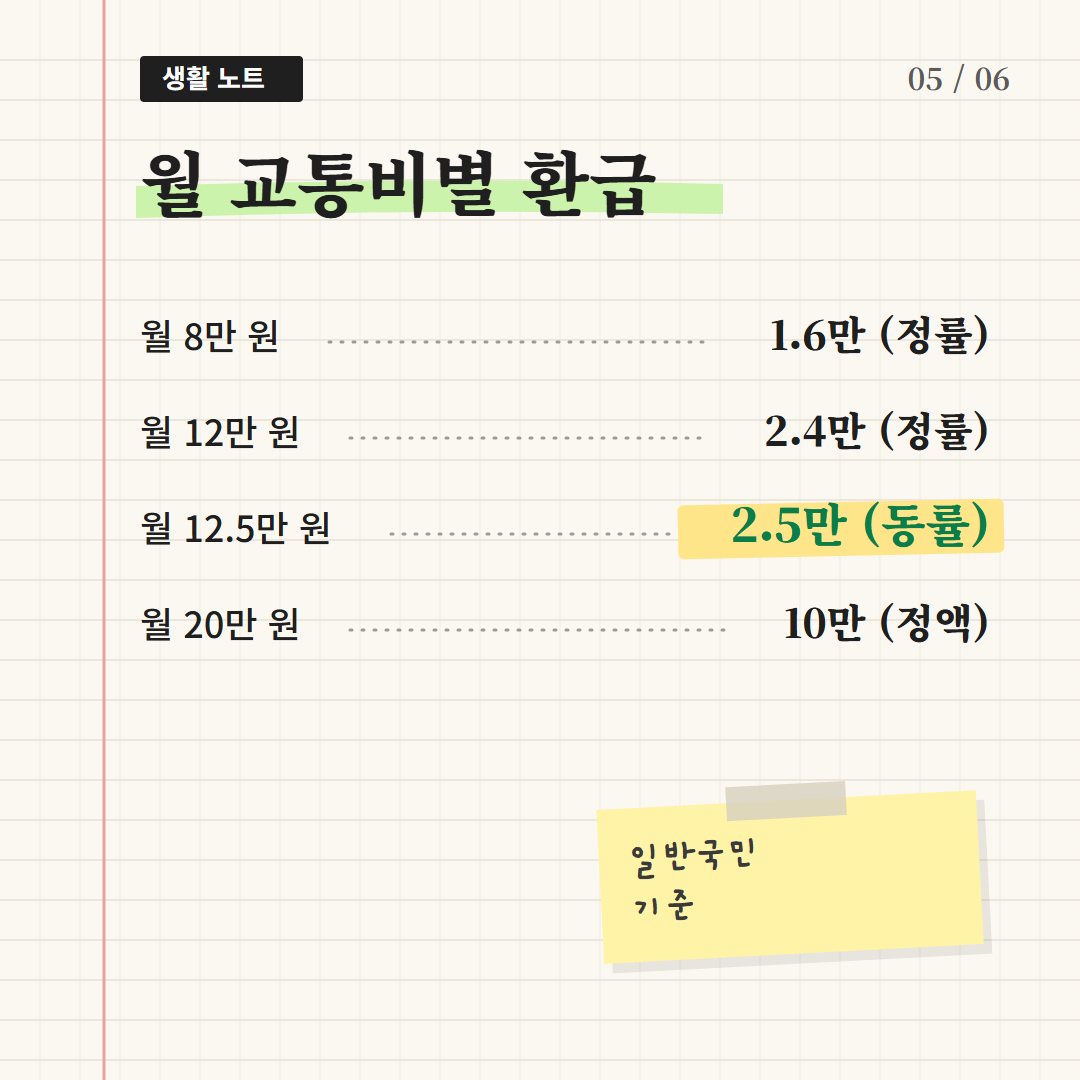 생활 노트
05 / 06
월 교통비별 환급
월 8만 원 1.6만 (정률)
월 12만 원 2.4만 (정률)
월 12.5만 원 2.5만 (동률)
월 20만 원 10만 (정액)
일반국민
기준